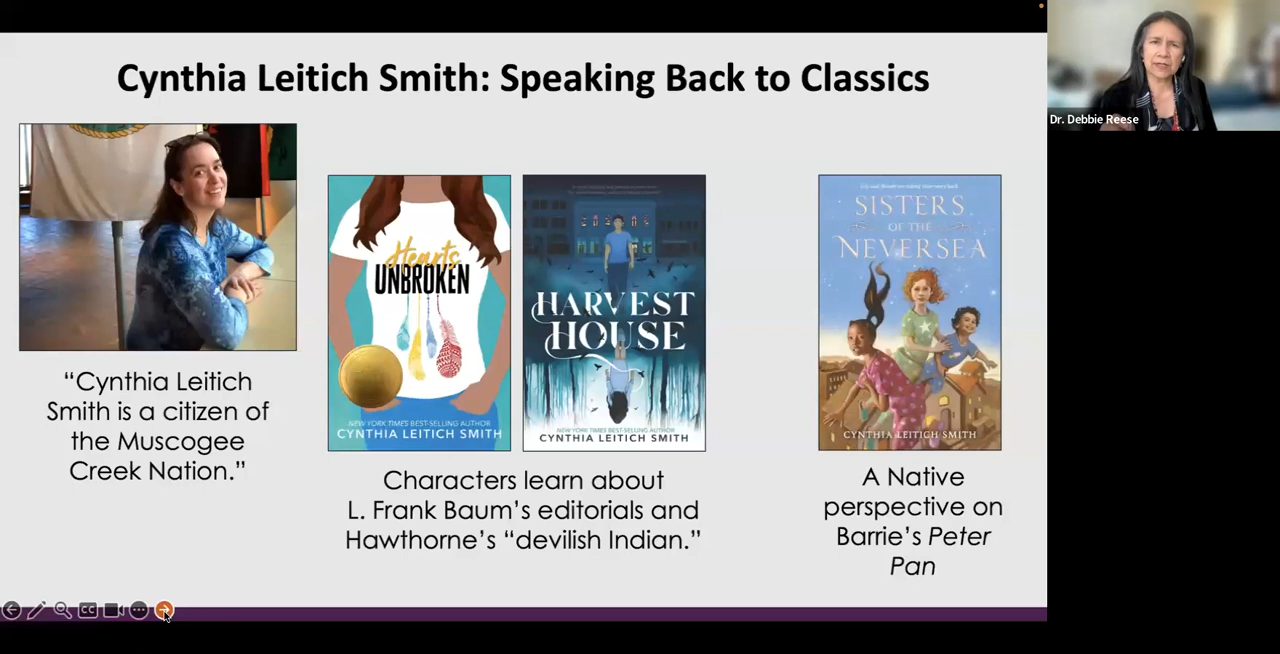 Cynthia Leitich Smith: Speaking Back to Classics
Dr. Debbie Reese
“Cynthia Leitich
Smith is a citizen of
the Muscogee
Creek Nation.”
Hearts
UNBROKEN
NEW YORK TIMES BEST-SELLING AUTHOR
CYNTHIA LEITICH SMITH
HARVEST
HOUSE
NEW YORK TIMES BEST-SELLING AUTHOR
CYNTHIA LEITICH SMITH
Characters learn about
L. Frank Baum’s editorials and
Hawthorne’s “devilish Indian.”
SISTERS
OF THE
NEVERSEA
CYNTHIA LEITICH SMITH
A Native
perspective on
Barrie’s Peter
Pan
CC